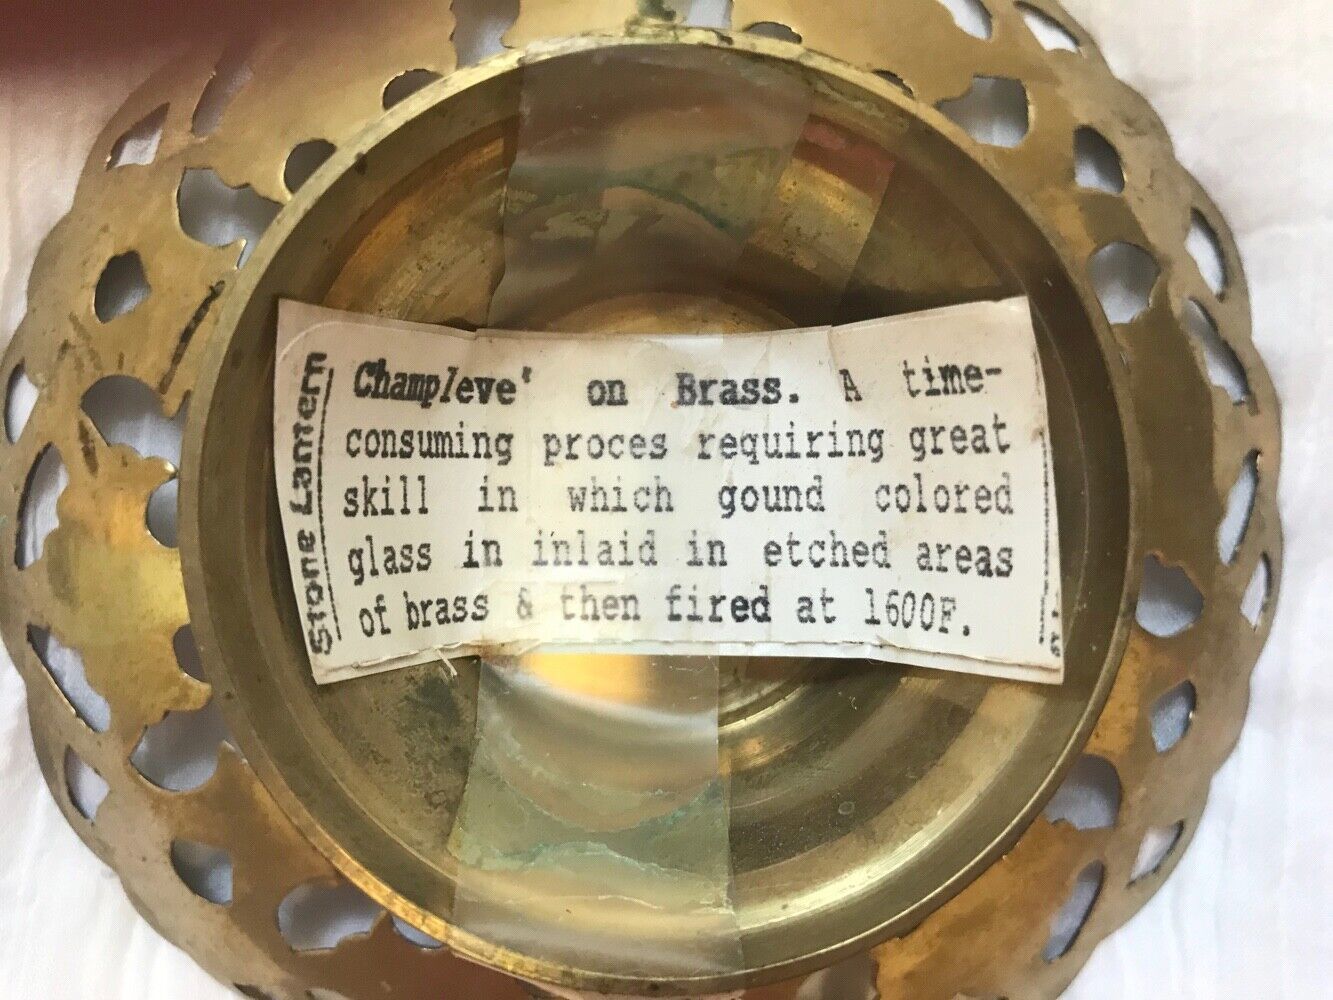 Stone Lantern
Champleve' on Brass. A time-
consuming proces requiring great
skill in which gound colored
glass in inlaid in etched areas
of brass & then fired at 1600F.